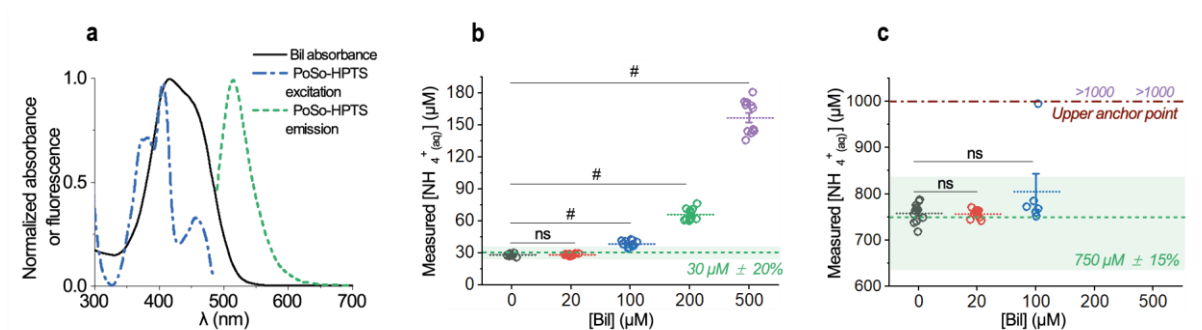 a
Bil absorbance
PoSo-HPTS
excitation
PoSo-HPTS
emission
1.0
0.5
0.0
Normalized absorbance
or fluorescence
300 400 500 600 700
λ (nm)
b
#
#
#
ns
180
150
120
90
60
30
0
Measured [NH4+(aq)] (µM)
30 µM ± 20%
0 20 100 200 500
[Bil] (µM)
c
>1000 >1000
Upper anchor point
ns
ns
1000
900
800
700
600
500
Measured [NH4+(aq)] (µM)
750 µM ± 15%
0 20 100 200 500
[Bil] (µM)